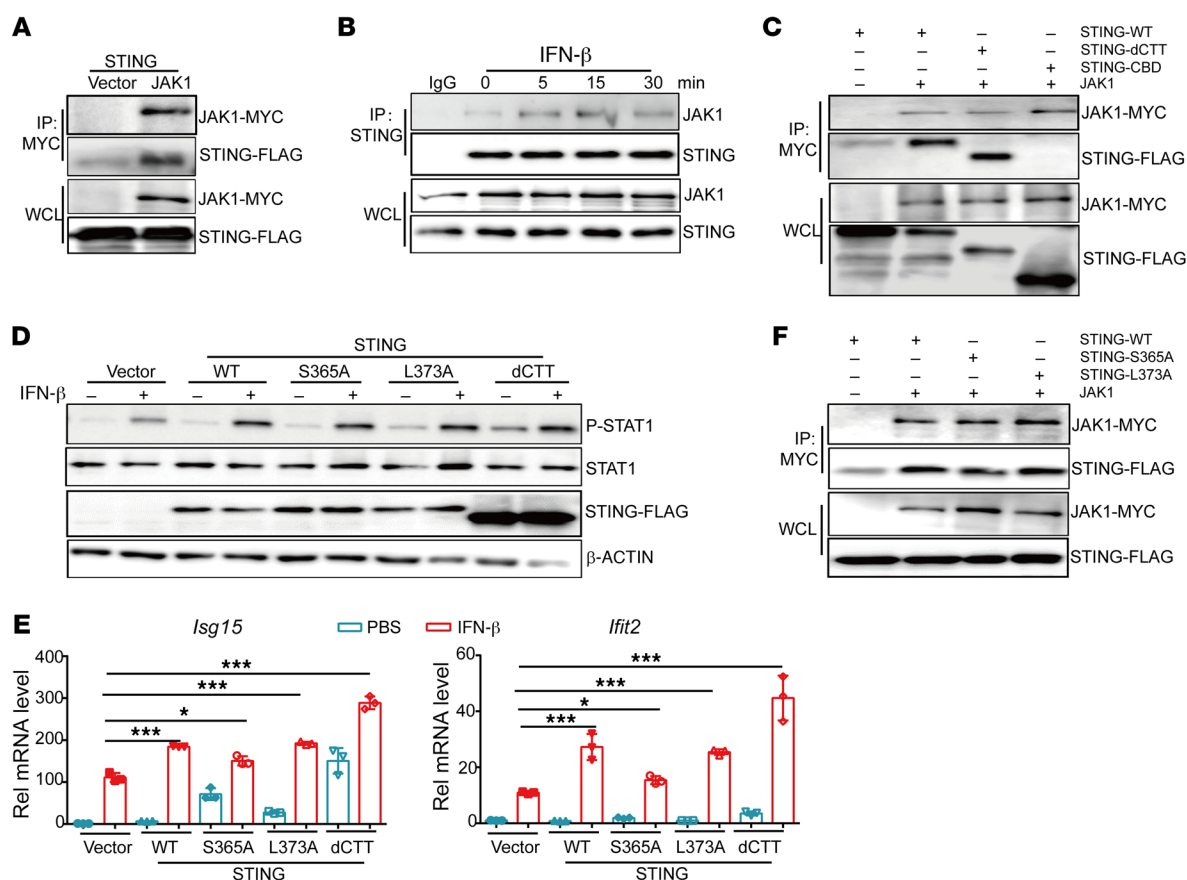 A
STING
Vector JAK1
IP: MYC
JAK1-MYC
STING-FLAG
WCL
JAK1-MYC
STING-FLAG
B
IFN-β
IgG 0 5 15 30 min
IP: STING
JAK1
STING
WCL
JAK1
STING
C
+ + – – STING-WT
– – + – STING-dCTT
– – – + STING-CBD
– + + + JAK1
IP: MYC
JAK1-MYC
STING-FLAG
WCL
JAK1-MYC
STING-FLAG
D
STING
Vector WT S365A L373A dCTT
IFN-β – + – + – + – + – +
P-STAT1
STAT1
STING-FLAG
β-ACTIN
F
+ + – – STING-WT
– – + – STING-S365A
– – – + STING-L373A
– + + + JAK1
IP: MYC
JAK1-MYC
STING-FLAG
WCL
JAK1-MYC
STING-FLAG
E
Isg15
PBS IFN-β
Ifit2
Rel mRNA level
400
300
200
100
0
***
***
*
***
Vector WT S365A L373A dCTT
STING
Rel mRNA level
60
40
20
0
***
***
*
***
Vector WT S365A L373A dCTT
STING